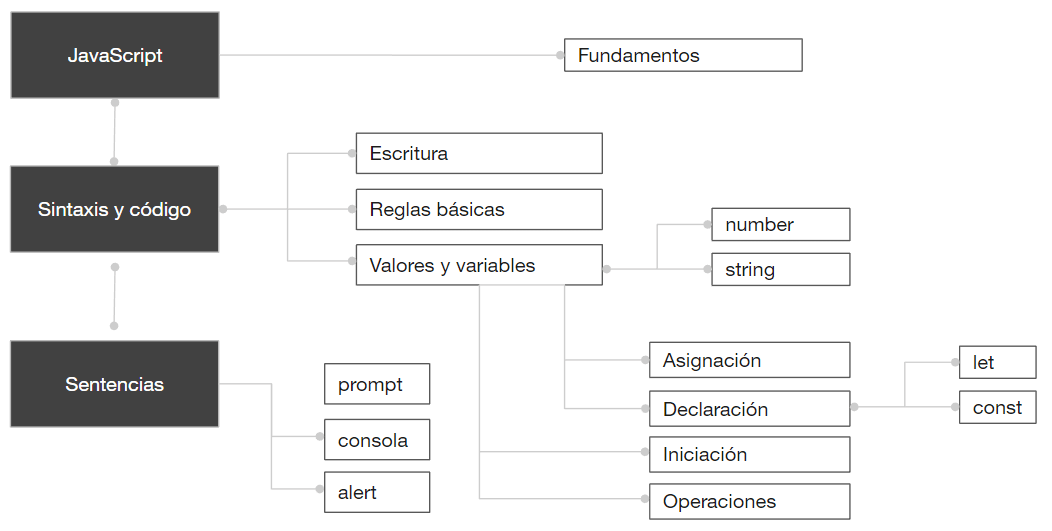 JavaScript
Fundamentos
Sintaxis y código
Escritura
Reglas básicas
Valores y variables
number
string
Asignación
Declaración
let
const
Iniciación
Operaciones
Sentencias
prompt
consola
alert